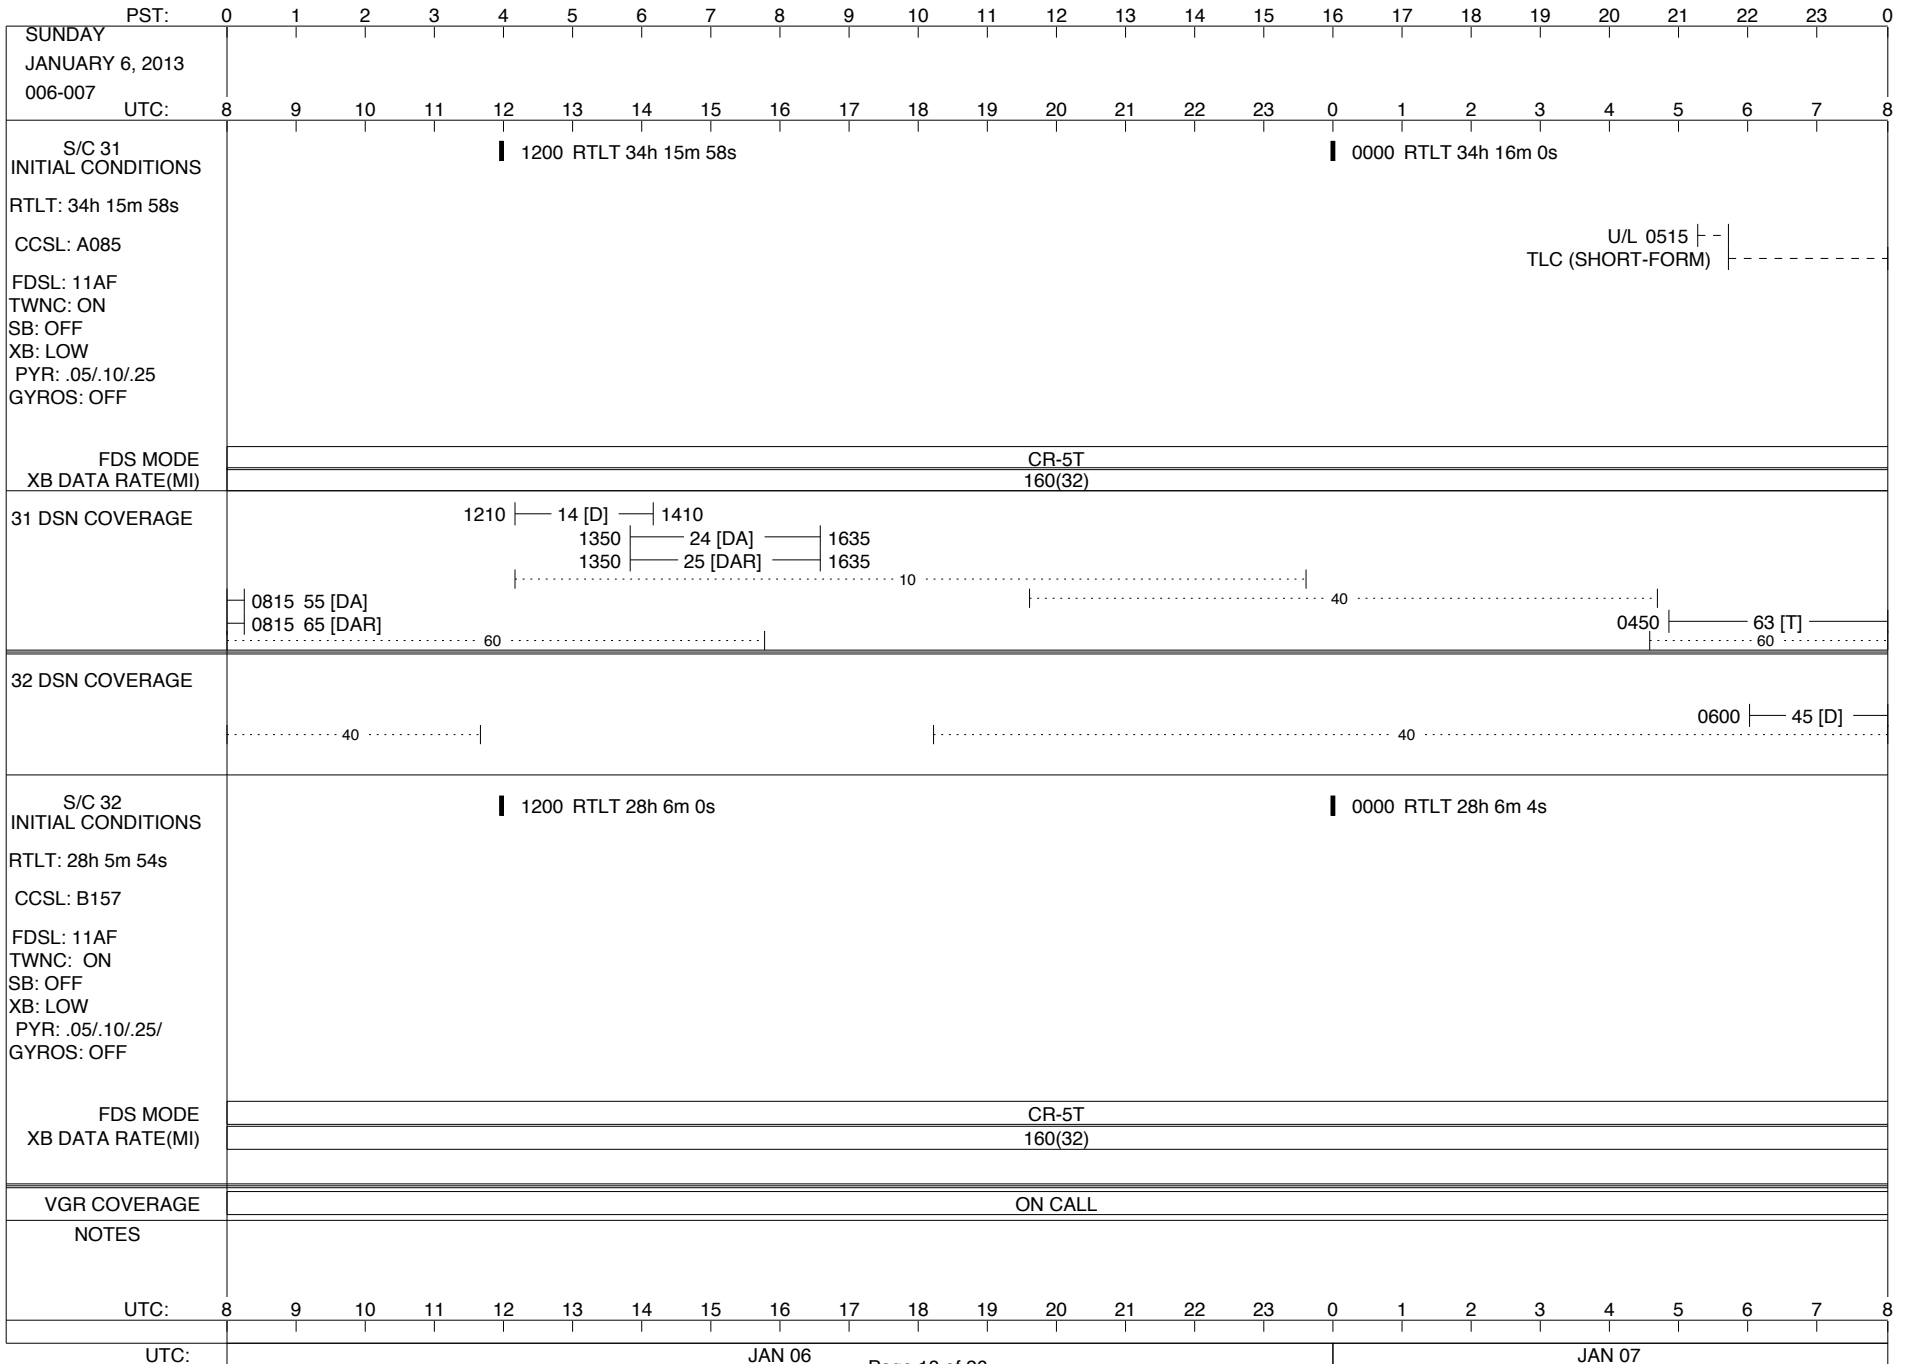 PST: 0 1 2 3 4 5 6 7 8 9 10 11 12 13 14 15 16 17 18 19 20 21 22 23 0
SUNDAY
JANUARY 6, 2013
006-007
UTC: 8 9 10 11 12 13 14 15 16 17 18 19 20 21 22 23 0 1 2 3 4 5 6 7 8
S/C 31
INITIAL CONDITIONS
1200 RTLT 34h 15m 58s
0000 RTLT 34h 16m 0s
RTLT: 34h 15m 58s
U/L 0515
CCSL: A085
TLC (SHORT-FORM)
FDSL: 11AF
TWNC: ON
SB: OFF
XB: LOW
PYR: .05/.10/.25
GYROS: OFF
FDS MODE CR-5T
XB DATA RATE(MI) 160(32)
31 DSN COVERAGE
1210 14 [D] 1410
1350 24 [DA] 1635
1350 25 [DAR] 1635
10
0815 55 [DA]
40
0815 65 [DAR]
0450 63 [T]
60
60
32 DSN COVERAGE
0600 45 [D]
40
40
S/C 32
INITIAL CONDITIONS
1200 RTLT 28h 6m 0s
0000 RTLT 28h 6m 4s
RTLT: 28h 5m 54s
CCSL: B157
FDSL: 11AF
TWNC: ON
SB: OFF
XB: LOW
PYR: .05/.10/.25/
GYROS: OFF
FDS MODE CR-5T
XB DATA RATE(MI) 160(32)
VGR COVERAGE ON CALL
NOTES
UTC: 8 9 10 11 12 13 14 15 16 17 18 19 20 21 22 23 0 1 2 3 4 5 6 7 8
UTC: JAN 06 JAN 07